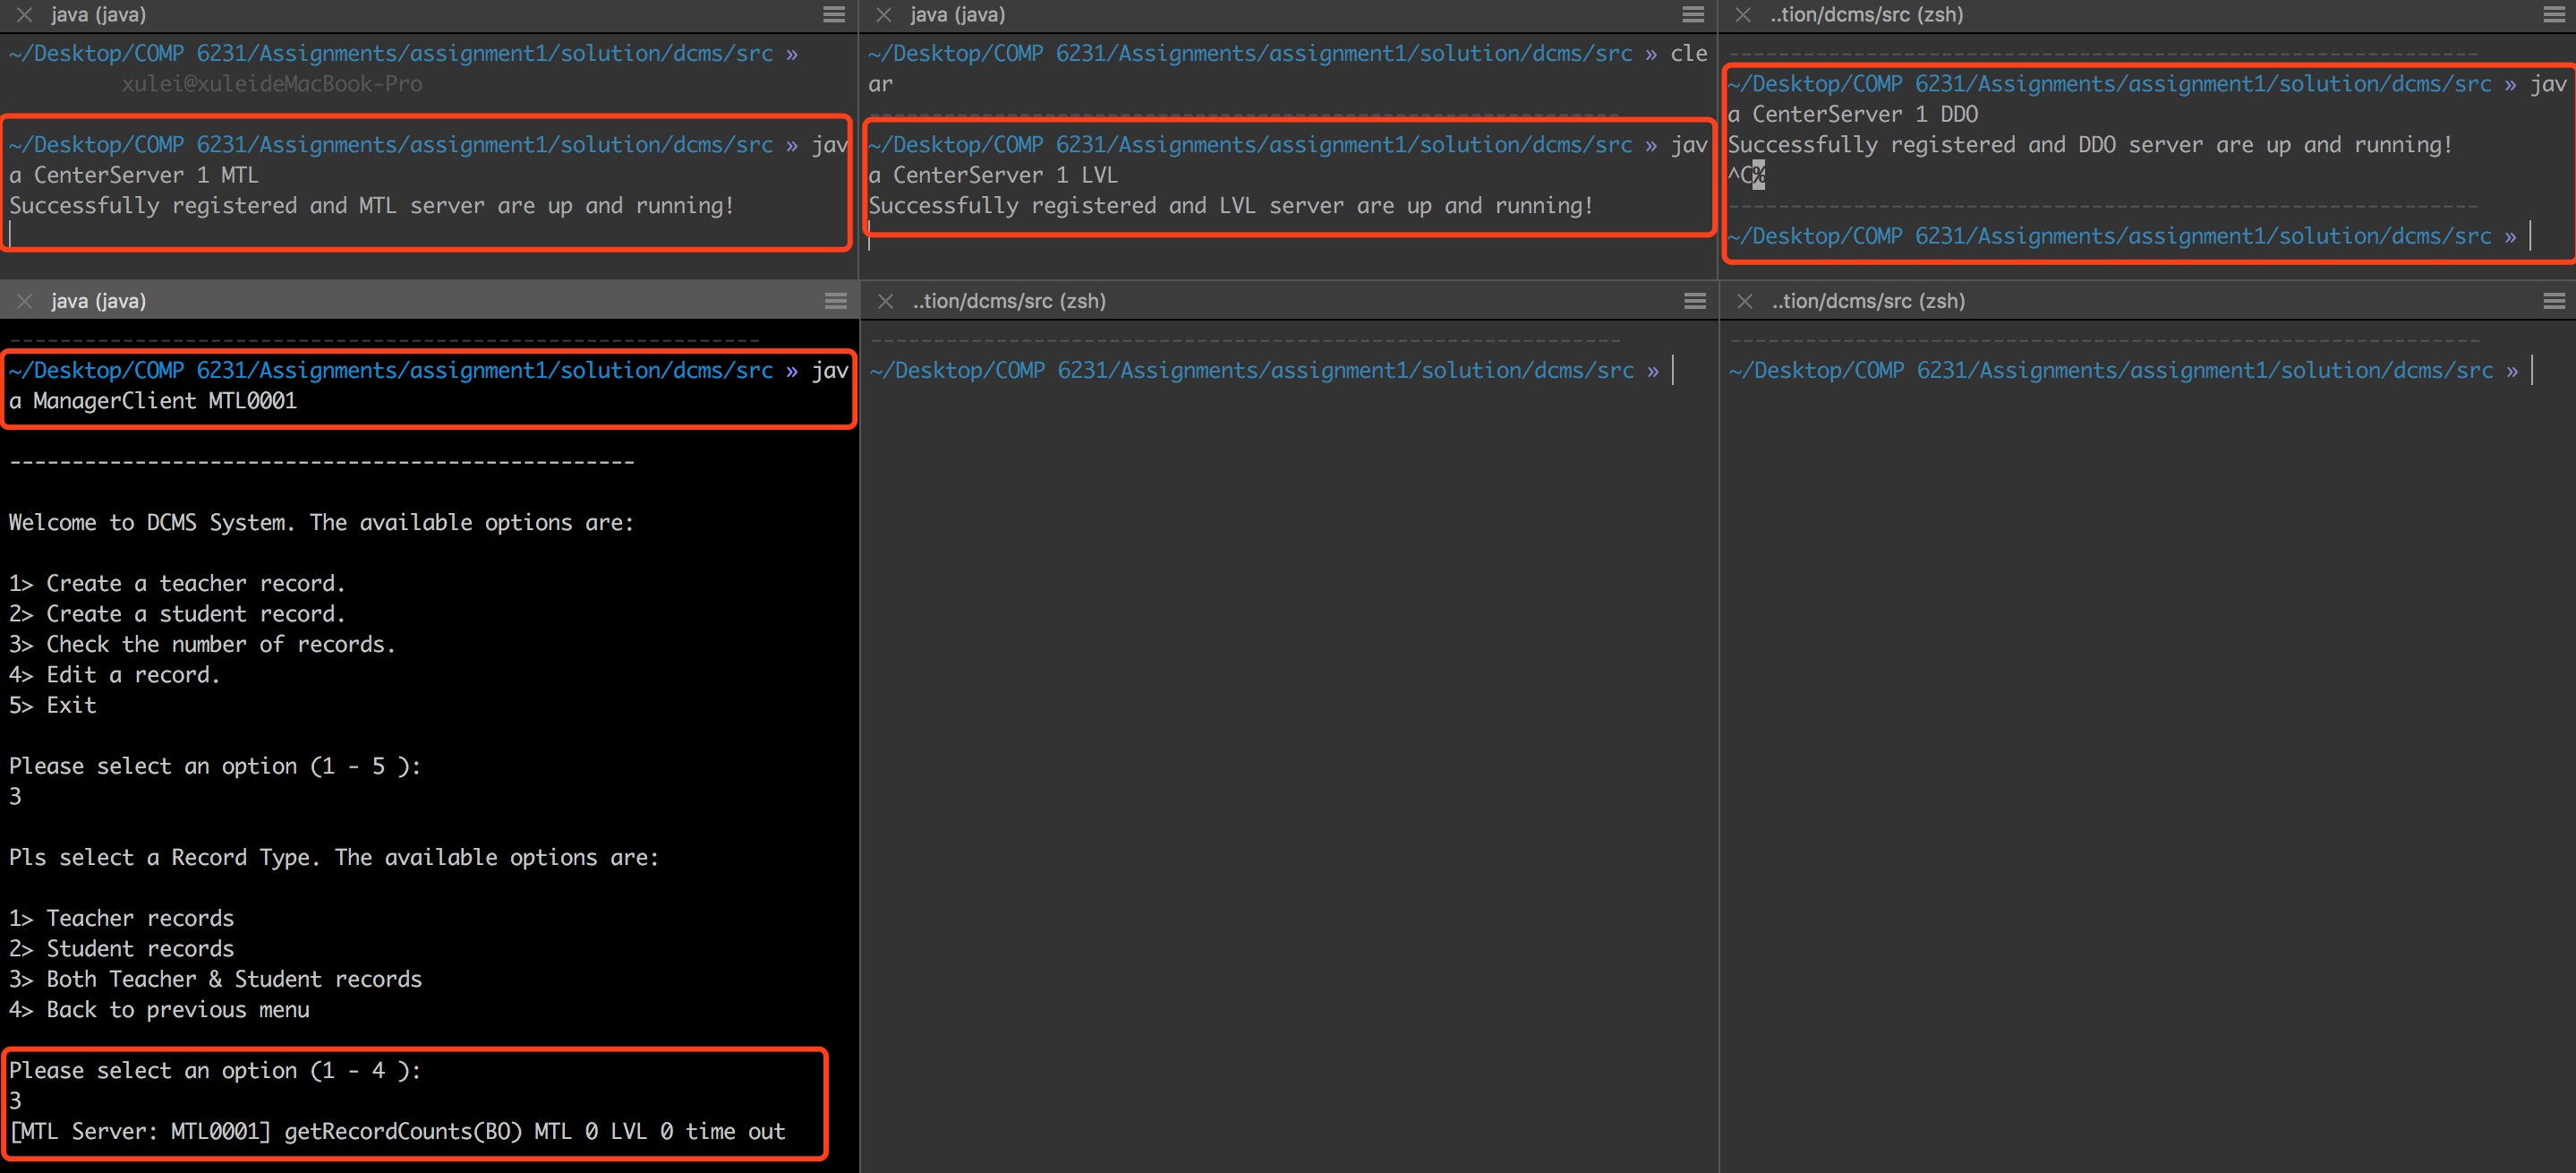 java (java)
~/Desktop/COMP 6231/Assignments/assignment1/solution/dcms/src »
xulei@xuleideMacBook-Pro
~/Desktop/COMP 6231/Assignments/assignment1/solution/dcms/src » jav
a CenterServer 1 MTL
Successfully registered and MTL server are up and running!
java (java)
~/Desktop/COMP 6231/Assignments/assignment1/solution/dcms/src » cle
ar
---
~/Desktop/COMP 6231/Assignments/assignment1/solution/dcms/src » jav
a CenterServer 1 LVL
Successfully registered and LVL server are up and running!
..tion/dcms/src (zsh)
~/Desktop/COMP 6231/Assignments/assignment1/solution/dcms/src » jav
a CenterServer 1 DDO
Successfully registered and DDO server are up and running!
^C%
~/Desktop/COMP 6231/Assignments/assignment1/solution/dcms/src »
java (java)
~/Desktop/COMP 6231/Assignments/assignment1/solution/dcms/src » jav
a ManagerClient MTL0001
--------------------------------------------------
Welcome to DCMS System. The available options are:
1> Create a teacher record.
2> Create a student record.
3> Check the number of records.
4> Edit a record.
5> Exit
Please select an option (1 - 5 ):
3
Pls select a Record Type. The available options are:
1> Teacher records
2> Student records
3> Both Teacher & Student records
4> Back to previous menu
Please select an option (1 - 4 ):
3
[MTL Server: MTL0001] getRecordCounts(BO) MTL 0 LVL 0 time out
..tion/dcms/src (zsh)
~/Desktop/COMP 6231/Assignments/assignment1/solution/dcms/src »
..tion/dcms/src (zsh)
~/Desktop/COMP 6231/Assignments/assignment1/solution/dcms/src »